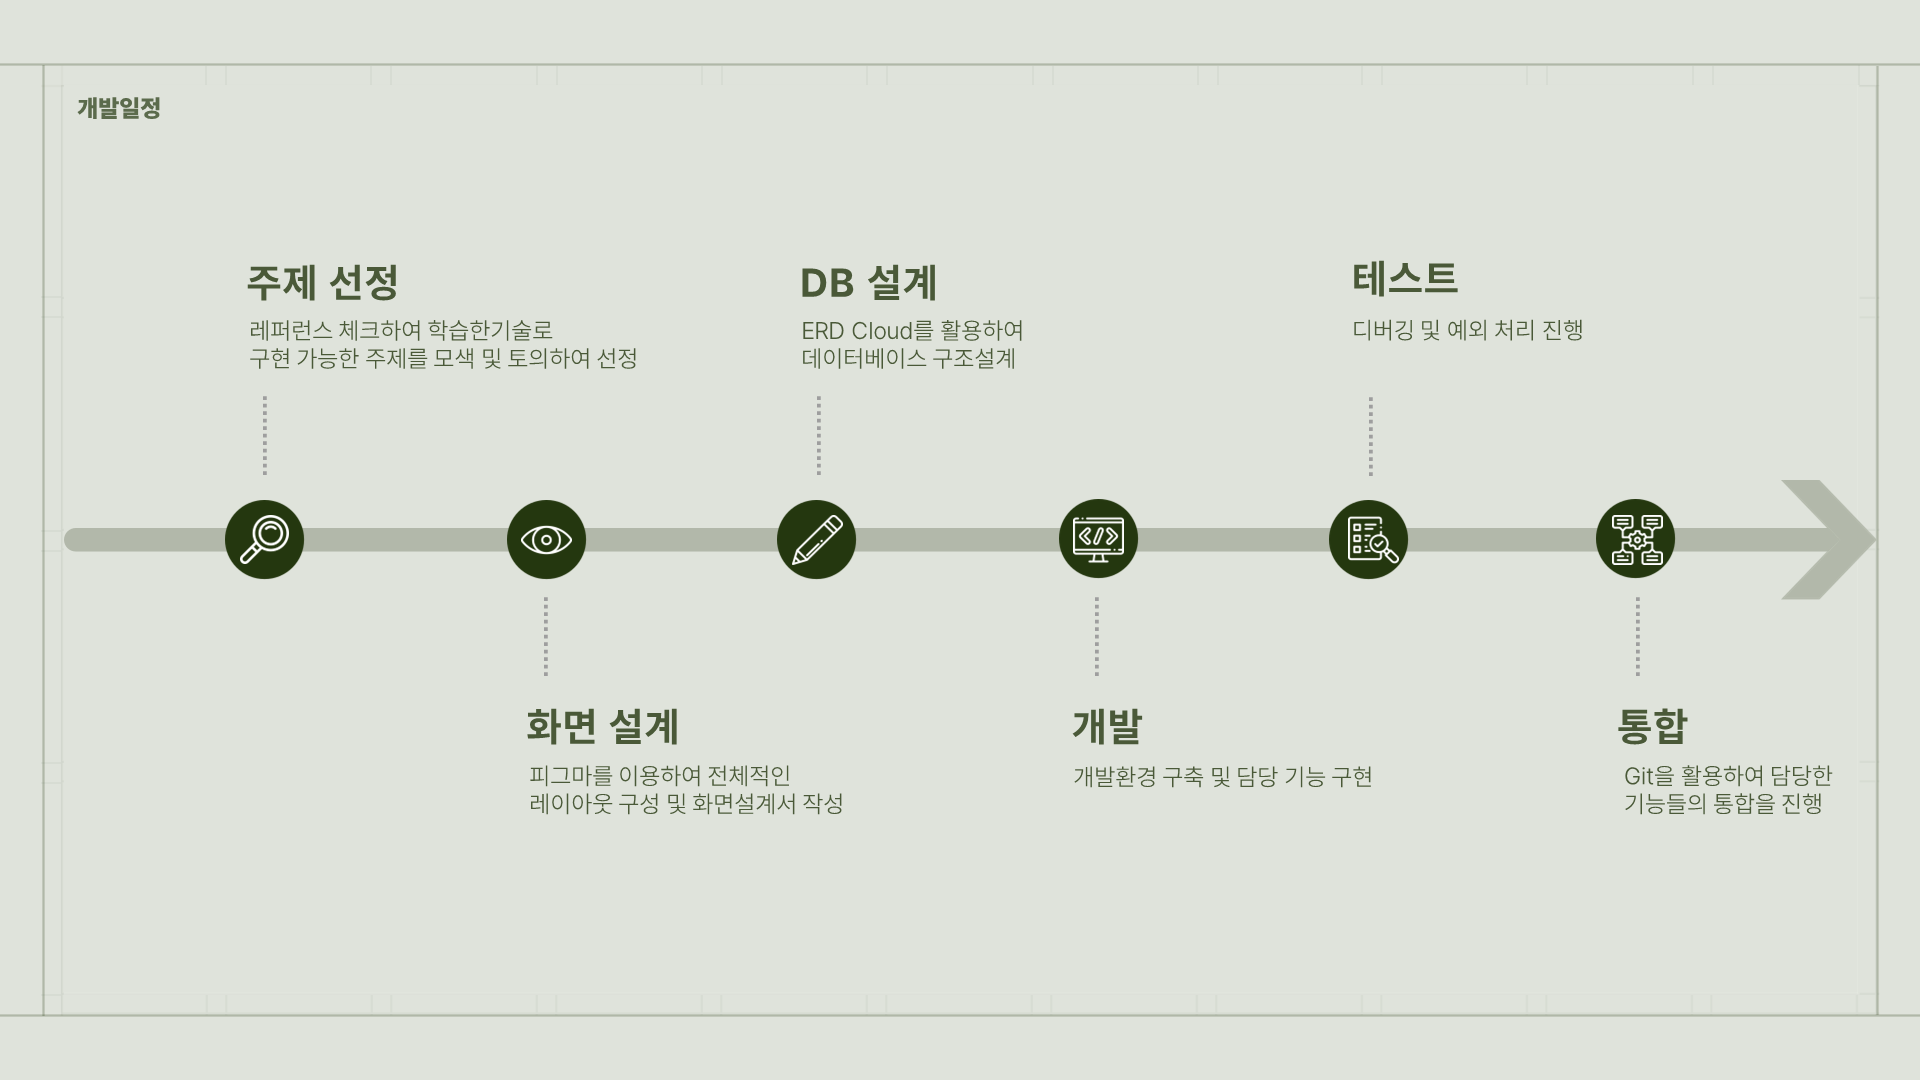 개발일정
주제 선정
레퍼런스 체크하여 학습한기술로
구현 가능한 주제를 모색 및 토의하여 선정
화면 설계
피그마를 이용하여 전체적인
레이아웃 구성 및 화면설계서 작성
DB 설계
ERD Cloud를 활용하여
데이터베이스 구조설계
개발
개발환경 구축 및 담당 기능 구현
테스트
디버깅 및 예외 처리 진행
통합
Git을 활용하여 담당한
기능들의 통합을 진행